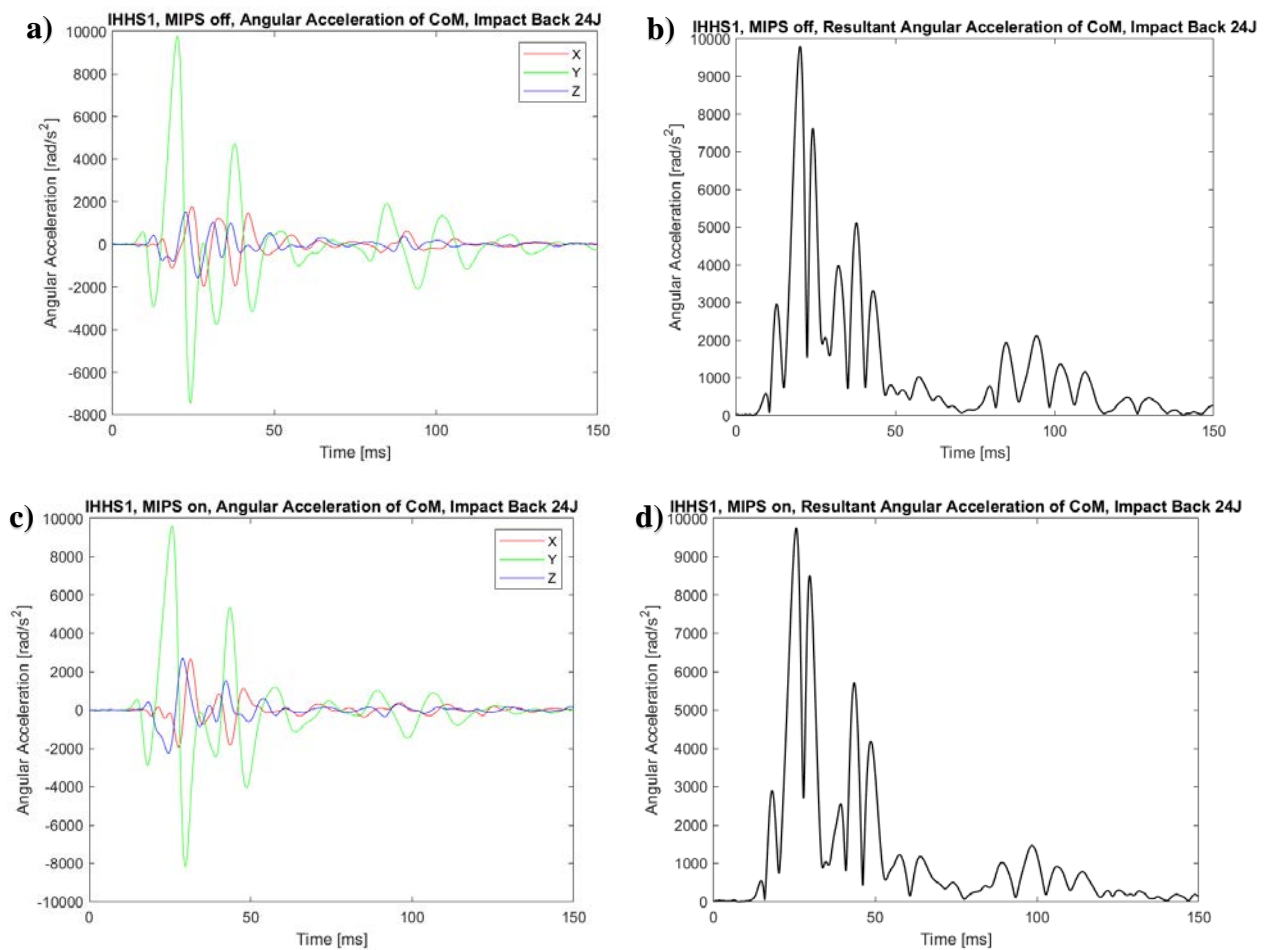 a)
IHHS1, MIPS off, Angular Acceleration of CoM, Impact Back 24J
10000
8000
6000
4000
2000
0
-2000
-4000
-6000
-8000
Angular Acceleration [rad/s²]
X
Y
Z
0
50
100
150
Time [ms]
b)
IHHS1, MIPS off, Resultant Angular Acceleration of CoM, Impact Back 24J
10000
9000
8000
7000
6000
5000
4000
3000
2000
1000
0
Angular Acceleration [rad/s²]
0
50
100
150
Time [ms]
c)
IHHS1, MIPS on, Angular Acceleration of CoM, Impact Back 24J
10000
8000
6000
4000
2000
0
-2000
-4000
-6000
-8000
-10000
Angular Acceleration [rad/s²]
X
Y
Z
0
50
100
150
Time [ms]
d)
IHHS1, MIPS on, Resultant Angular Acceleration of CoM, Impact Back 24J
10000
9000
8000
7000
6000
5000
4000
3000
2000
1000
0
Angular Acceleration [rad/s²]
0
50
100
150
Time [ms]